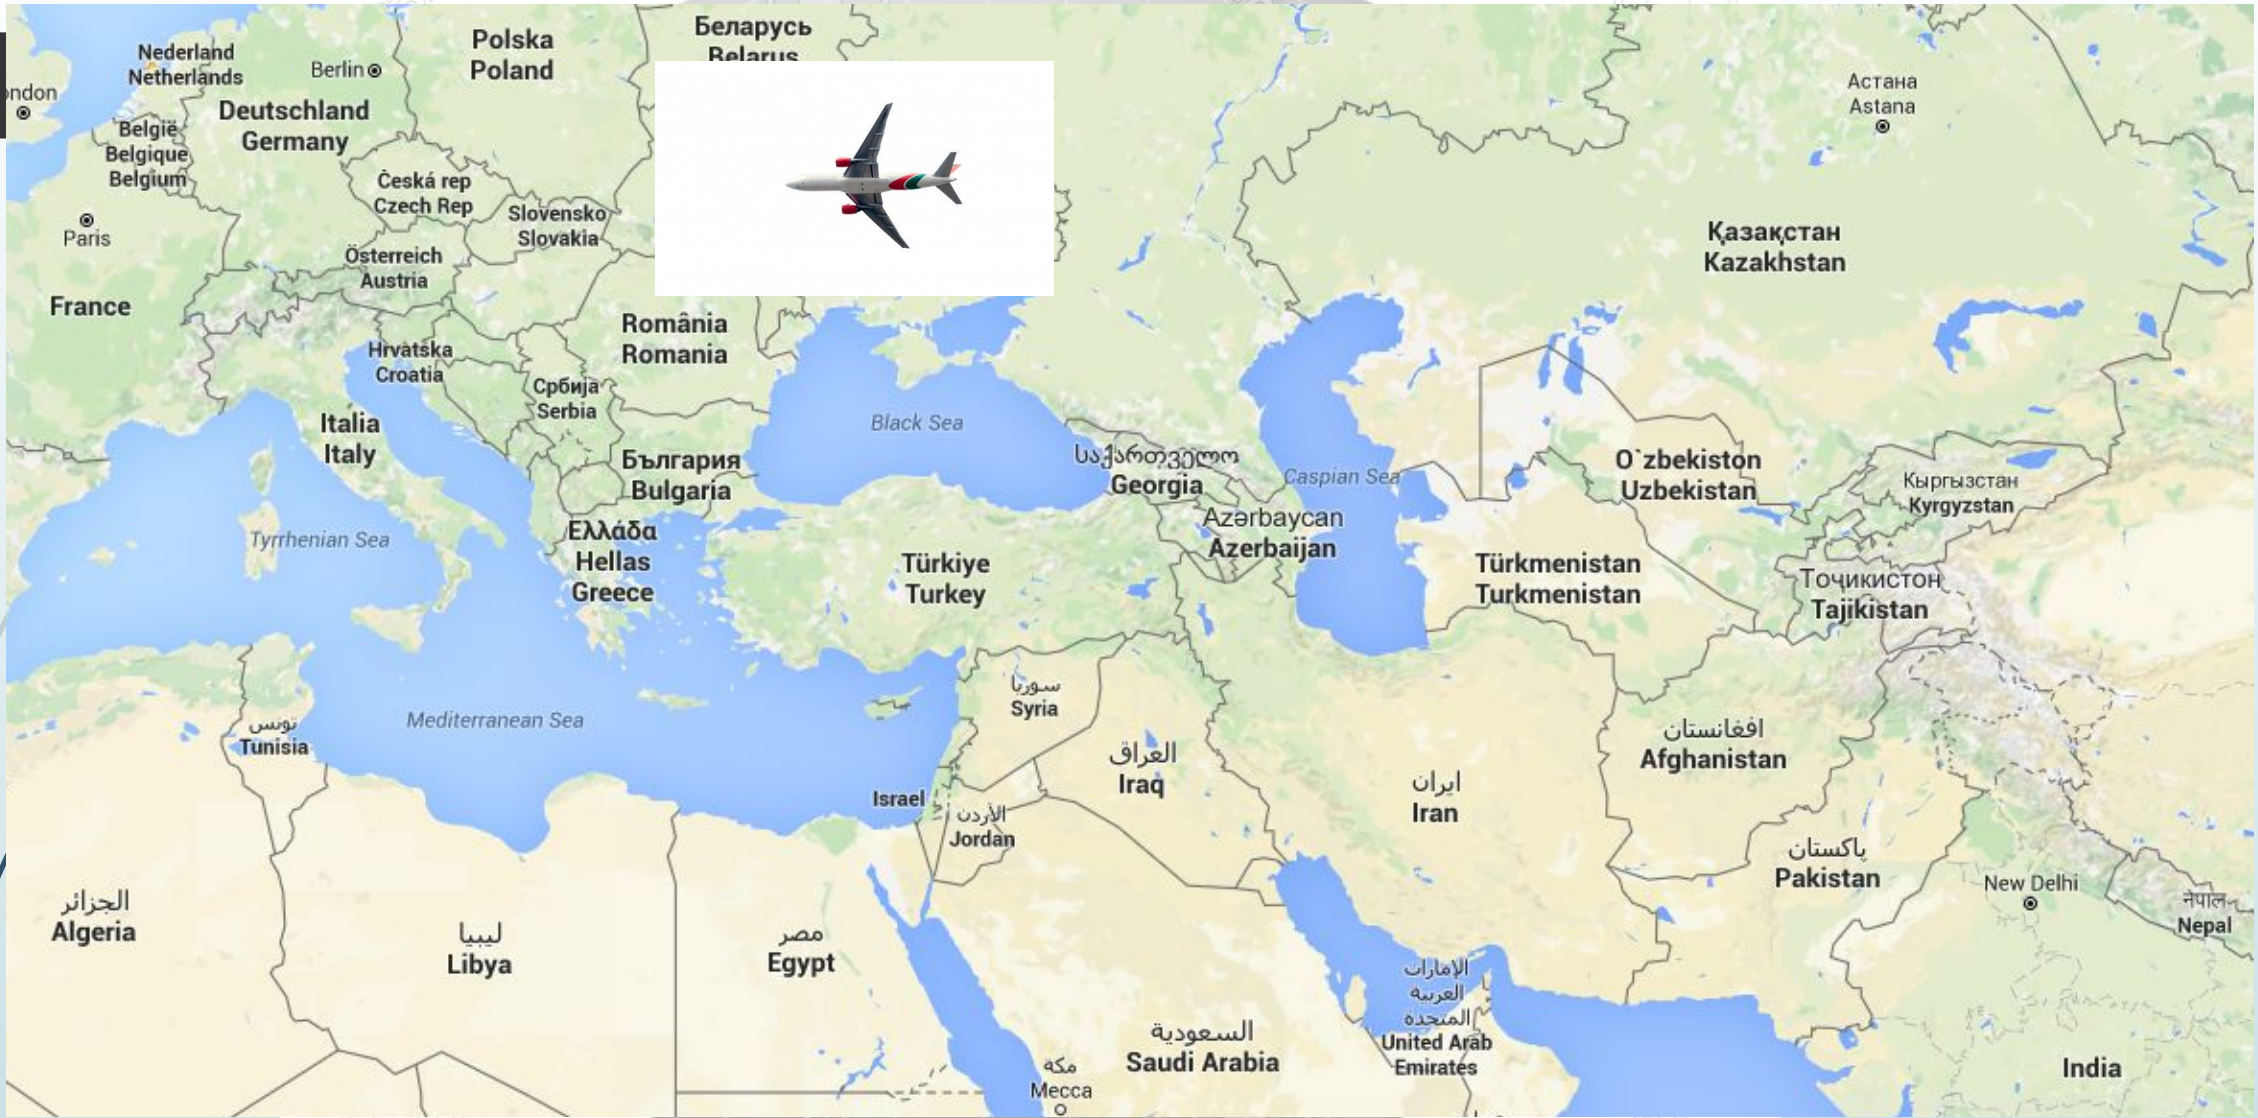 Nederland
Netherlands
Berlin
Polska
Poland
Беларусь
Belarus
ondon
Deutschland
Germany
België
Belgique
Belgium
Paris
Česká rep
Czech Rep
Slovensko
Slovakia
Österreich
Austria
France
Астана
Astana
Қазақстан
Kazakhstan
România
Romania
Hrvatska
Croatia
Србија
Serbia
Italia
Italy
Black Sea
България
Bulgaria
საქართველო
Georgia
Caspian Sea
O`zbekiston
Uzbekistan
Кыргызстан
Kyrgyzstan
Tyrrhenian Sea
Ελλάδα
Hellas
Greece
Türkiye
Turkey
Azərbaycan
Azerbaijan
Türkmenistan
Turkmenistan
Тоҷикистон
Tajikistan
Mediterranean Sea
تونس
Tunisia
سوريا
Syria
العراق
Iraq
ایران
Iran
افغانستان
Afghanistan
Israel
الأردن
Jordan
پاکستان
Pakistan
New Delhi
नेपाल
Nepal
الجزائر
Algeria
ليبيا
Libya
مصر
Egypt
السعودية
Saudi Arabia
مكة
Mecca
الإمارات
العربية
المتحدة
United Arab
Emirates
India